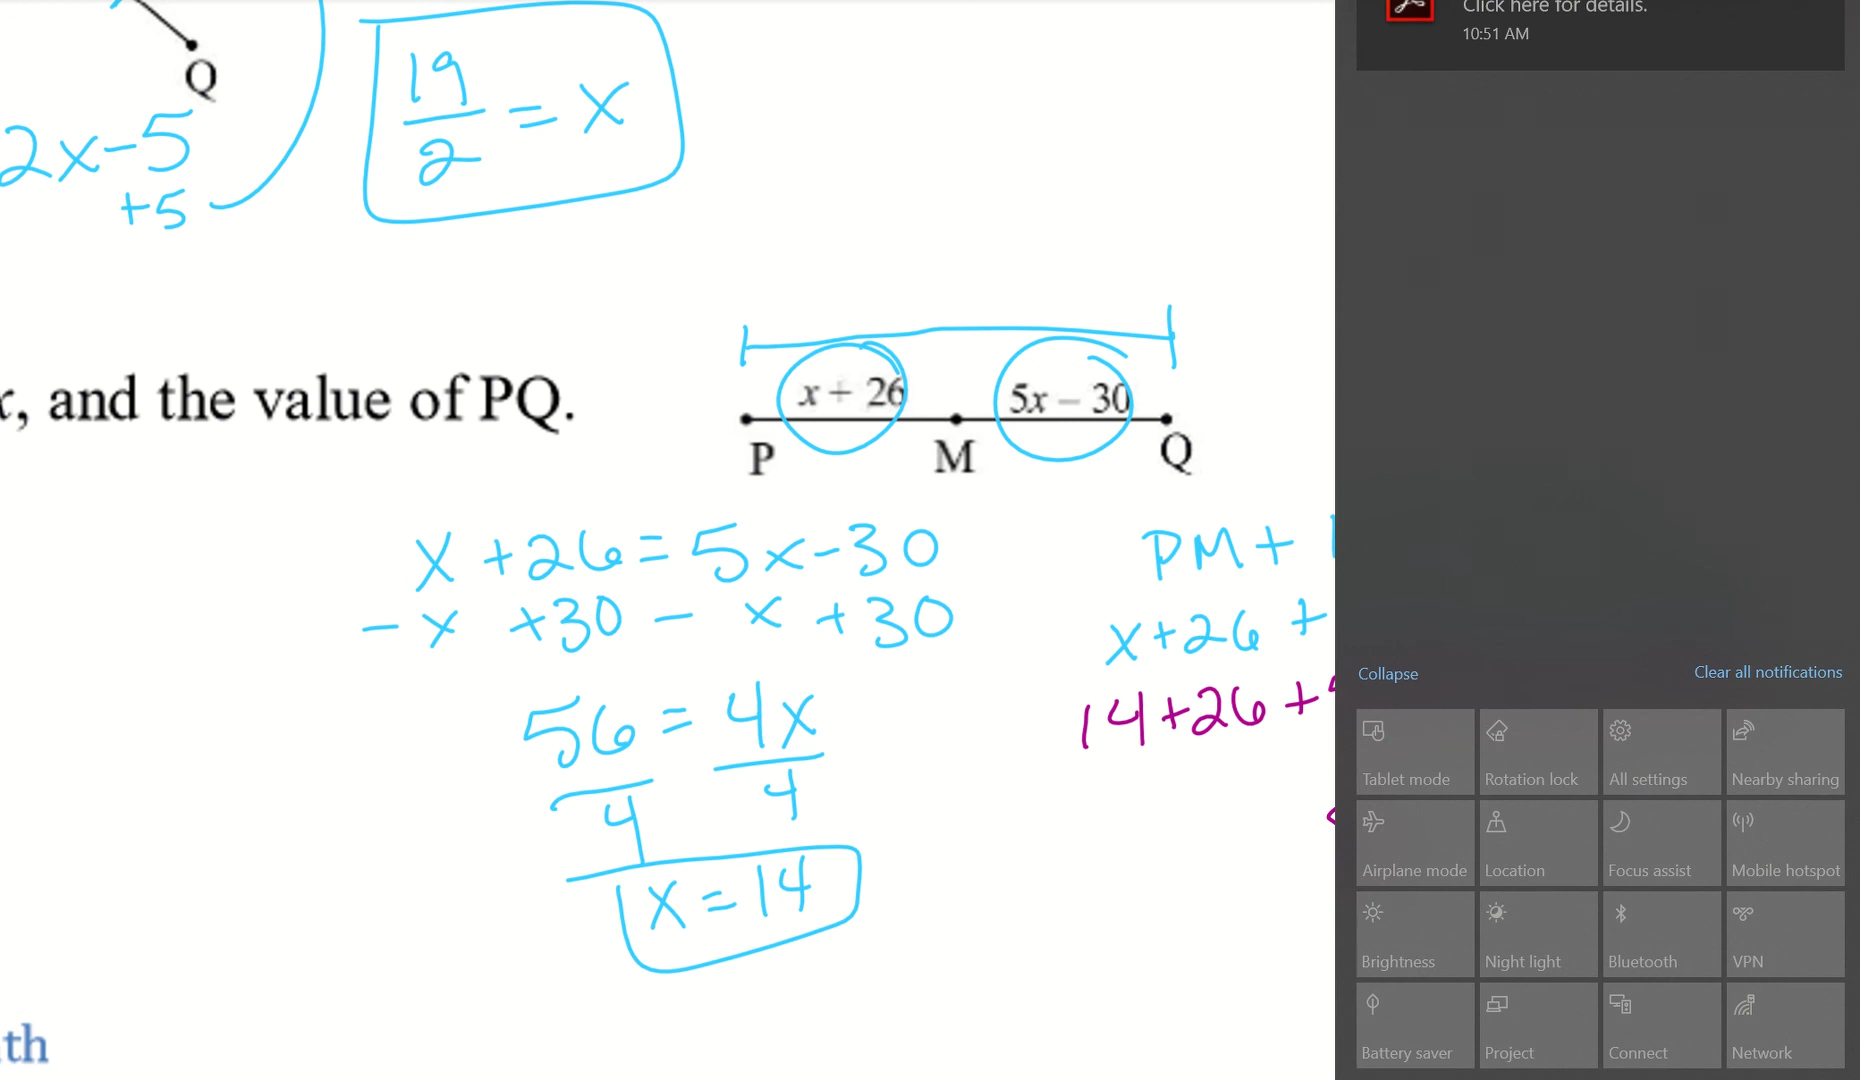 Q
2x-5
+5
19/2 = x
Click here for details.
10:51 AM
x, and the value of PQ.
x + 26
5x – 30
P M Q
x +26 = 5x-30
- x +30 - x +30
56 = 4x
4 4
x = 14
PM +
x+26 +
14+26 +
Collapse Clear all notifications
Tablet mode Rotation lock All settings Nearby sharing
Airplane mode Location Focus assist Mobile hotspot
Brightness Night light Bluetooth VPN
Battery saver Project Connect Network
th